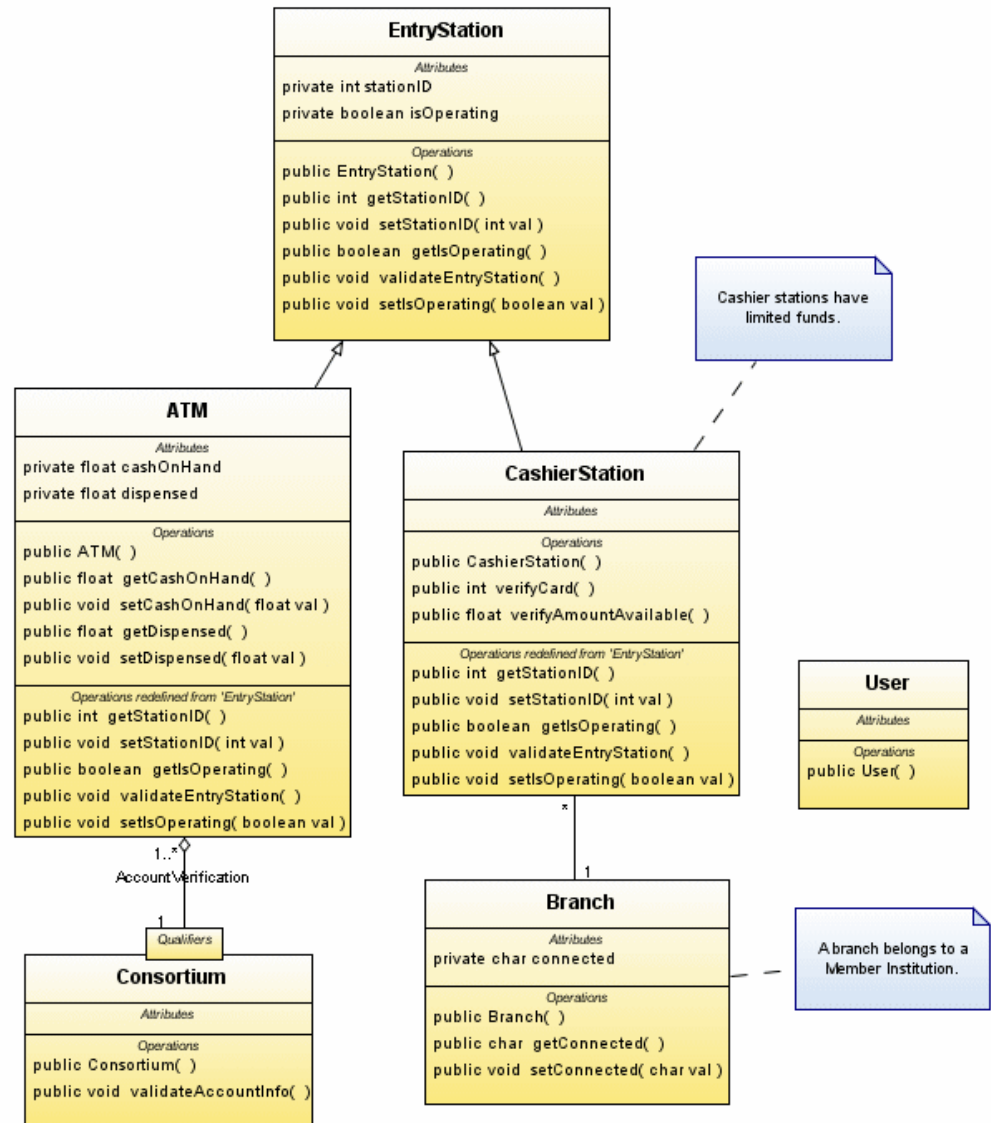 EntryStation
Attributes
private int stationID
private boolean isOperating
Operations
public EntryStation( )
public int getStationID( )
public void setStationID( int val )
public boolean getIsOperating( )
public void validateEntryStation( )
public void setIsOperating( boolean val )
Cashier stations have
limited funds.
ATM
Attributes
private float cashOnHand
private float dispensed
Operations
public ATM( )
public float getCashOnHand( )
public void setCashOnHand( float val )
public float getDispensed( )
public void setDispensed( float val )
Operations redefined from 'EntryStation'
public int getStationID( )
public void setStationID( int val )
public boolean getIsOperating( )
public void validateEntryStation( )
public void setIsOperating( boolean val )
CashierStation
Attributes
Operations
public CashierStation( )
public int verifyCard( )
public float verifyAmountAvailable( )
Operations redefined from 'EntryStation'
public int getStationID( )
public void setStationID( int val )
public boolean getIsOperating( )
public void validateEntryStation( )
public void setIsOperating( boolean val )
User
Attributes
Operations
public User( )
1..*
AccountVerification
1
Qualifiers
Consortium
Attributes
Operations
public Consortium( )
public void validateAccountInfo( )
*
1
Branch
Attributes
private char connected
Operations
public Branch( )
public char getConnected( )
public void setConnected( char val )
A branch belongs to a
Member Institution.